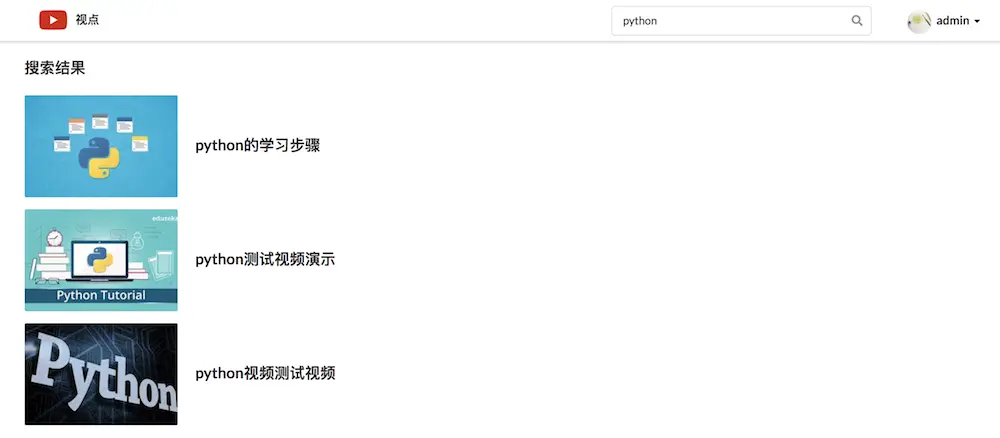 视点
python
admin
搜索结果
python的学习步骤
edureka
Python Tutorial
python测试视频演示
Python
python视频测试视频